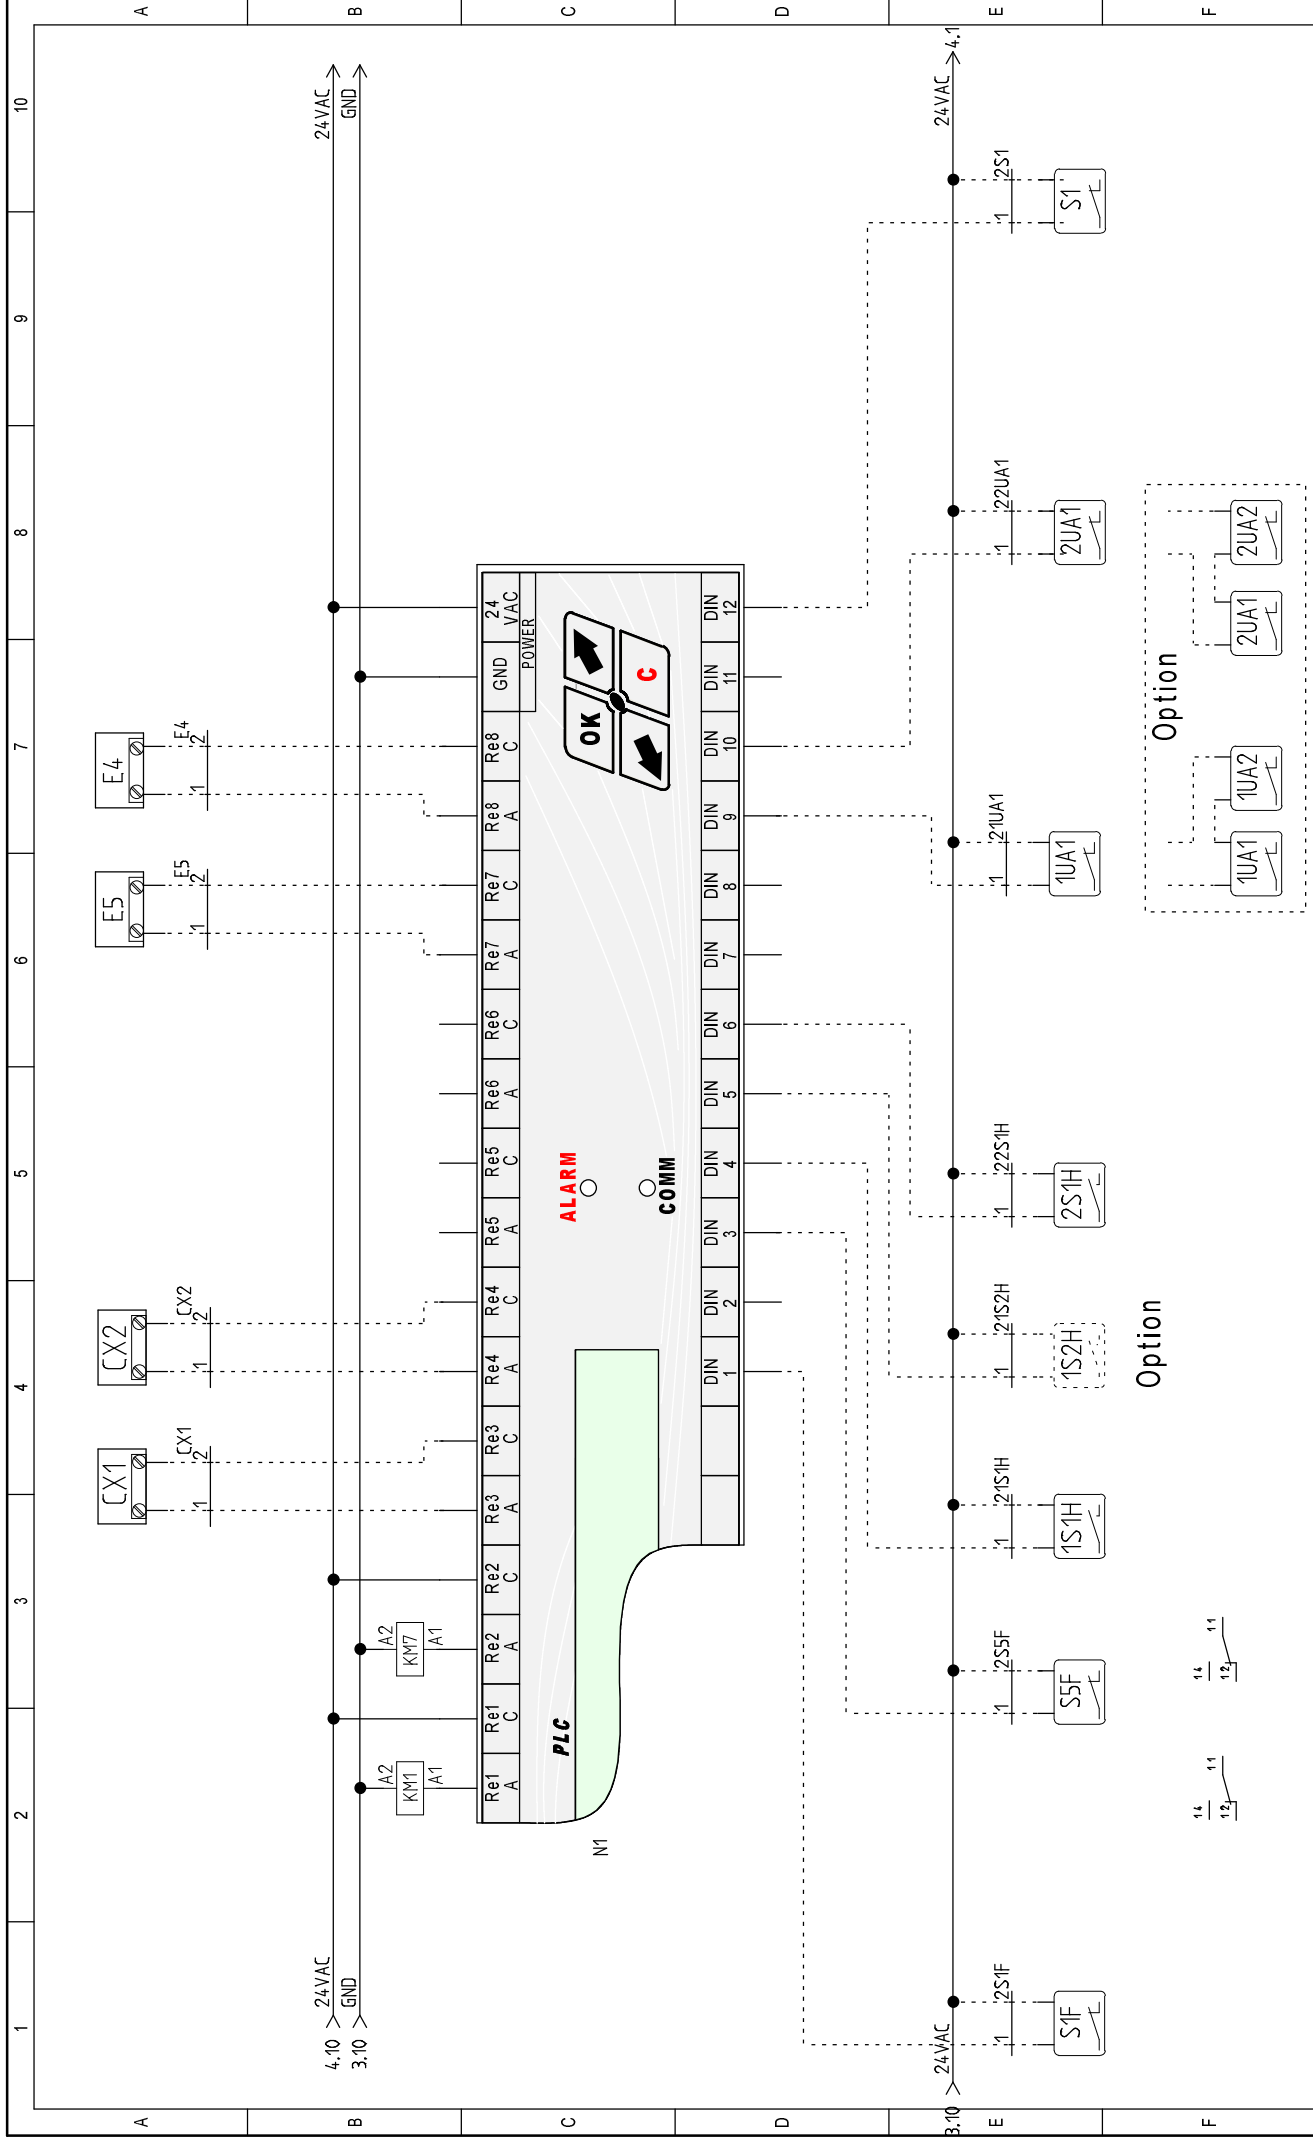 A
B
C
D
E
F
1
2
3
4
5
6
7
8
9
10
CX1
CX1
1
2
CX2
CX2
1
2
E5
E5
1
2
E4
E4
1
2
4.10
24VAC
24VAC
3.10
GND
GND
A2
KM1
A1
A2
KM7
A1
Re1 A
Re1 C
Re2 A
Re2 C
Re3 A
Re3 C
Re4 A
Re4 C
Re5 A
Re5 C
Re6 A
Re6 C
Re7 A
Re7 C
Re8 A
Re8 C
GND
24 VAC
POWER
PLC
ALARM
COMM
OK
C
N1
DIN 1
DIN 2
DIN 3
DIN 4
DIN 5
DIN 6
DIN 7
DIN 8
DIN 9
DIN 10
DIN 11
DIN 12
3.10
24VAC
24VAC
4.1
1
2S1F
S1F
1
2S5F
S5F
1
21S1H
1S1H
1
21S2H
1S2H
Option
1
22S1H
2S1H
1
21UA1
1UA1
1
22UA1
2UA1
1
2S1
S1
14
12
11
14
12
11
Option
1UA1
1UA2
2UA1
2UA2
A
B
C
D
E
F